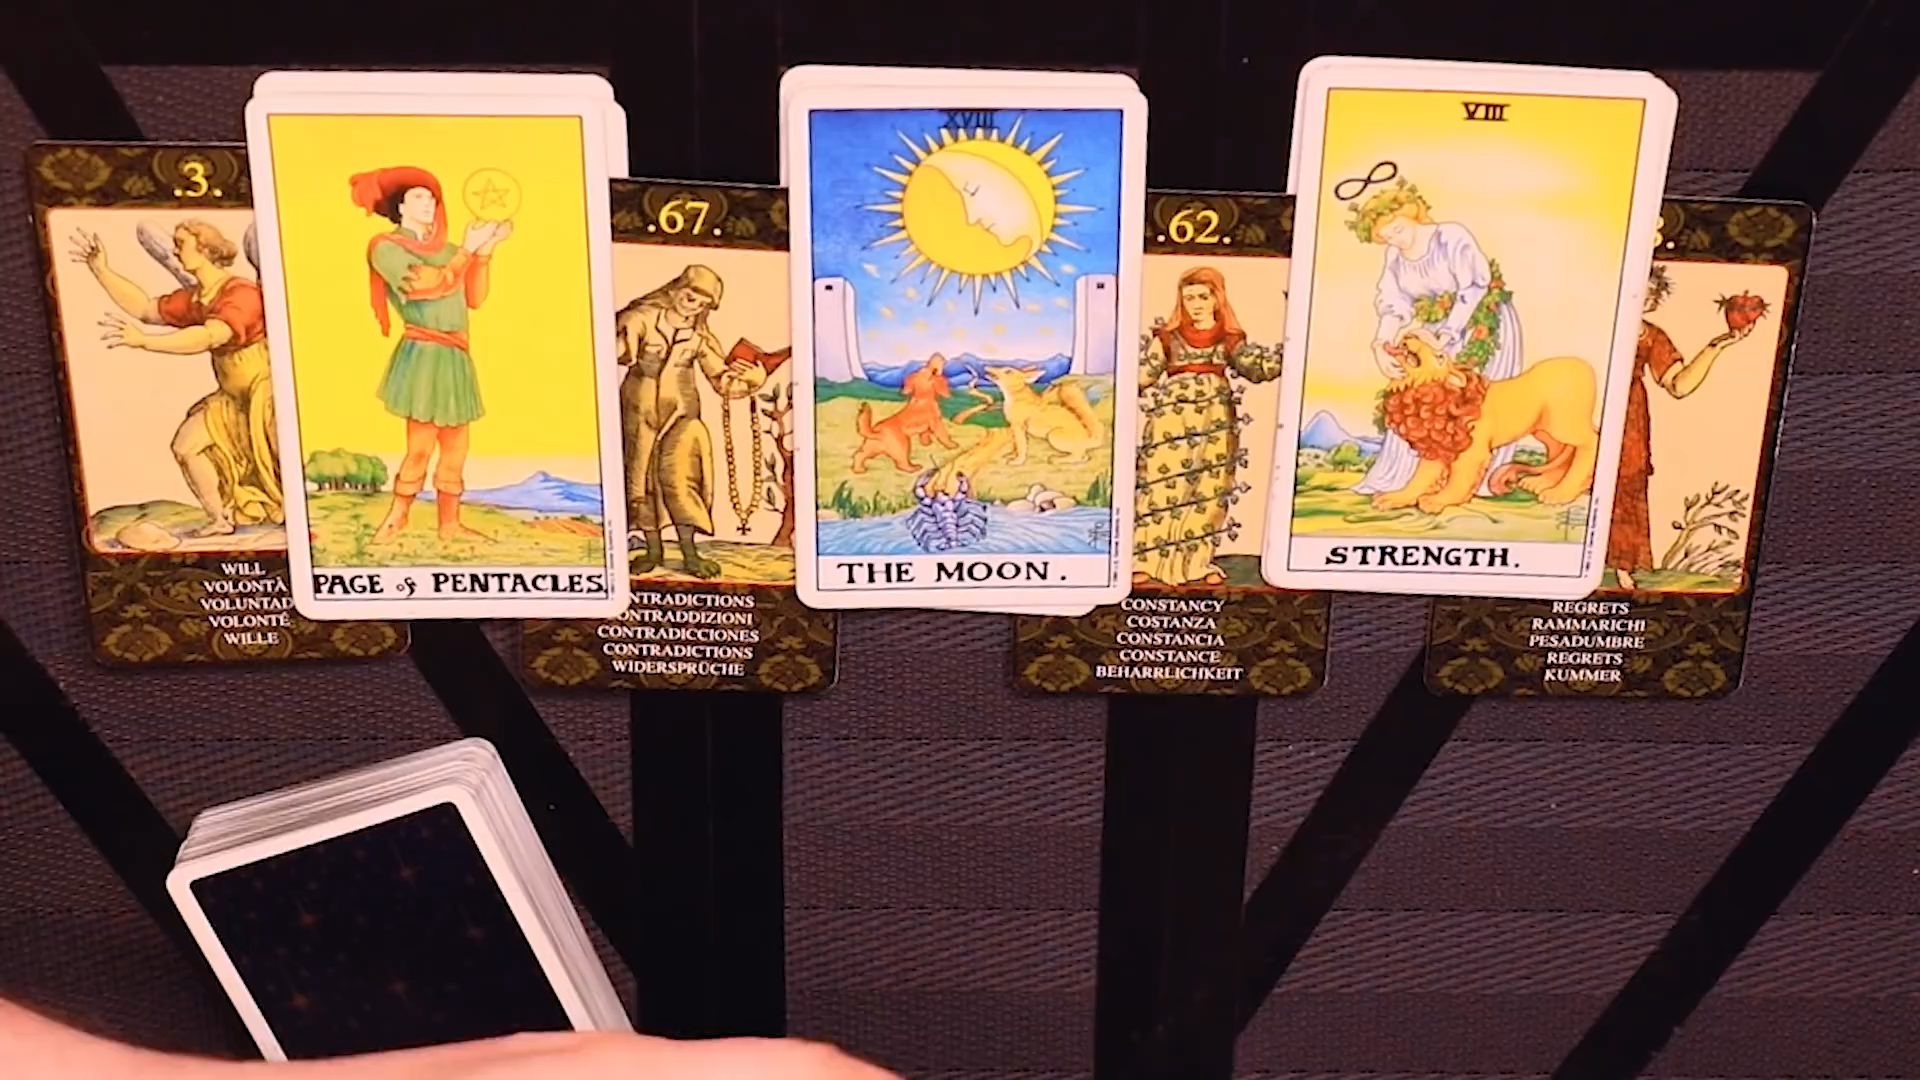 .3.
WILL
VOLONTÀ
VOLUNTAD
VOLONTÉ
WILLE
PAGE of PENTACLES.
.67.
NTRADICTIONS
ONTRADDIZIONI
CONTRADICCIONES
CONTRADICTIONS
WIDERSPRÜCHE
XVIII
THE MOON.
.62.
CONSTANCY
COSTANZA
CONSTANCIA
CONSTANCE
BEHARRLICHKEIT
VIII
STRENGTH.
REGRETS
RAMMARICHI
PESADUMBRE
REGRETS
KUMMER